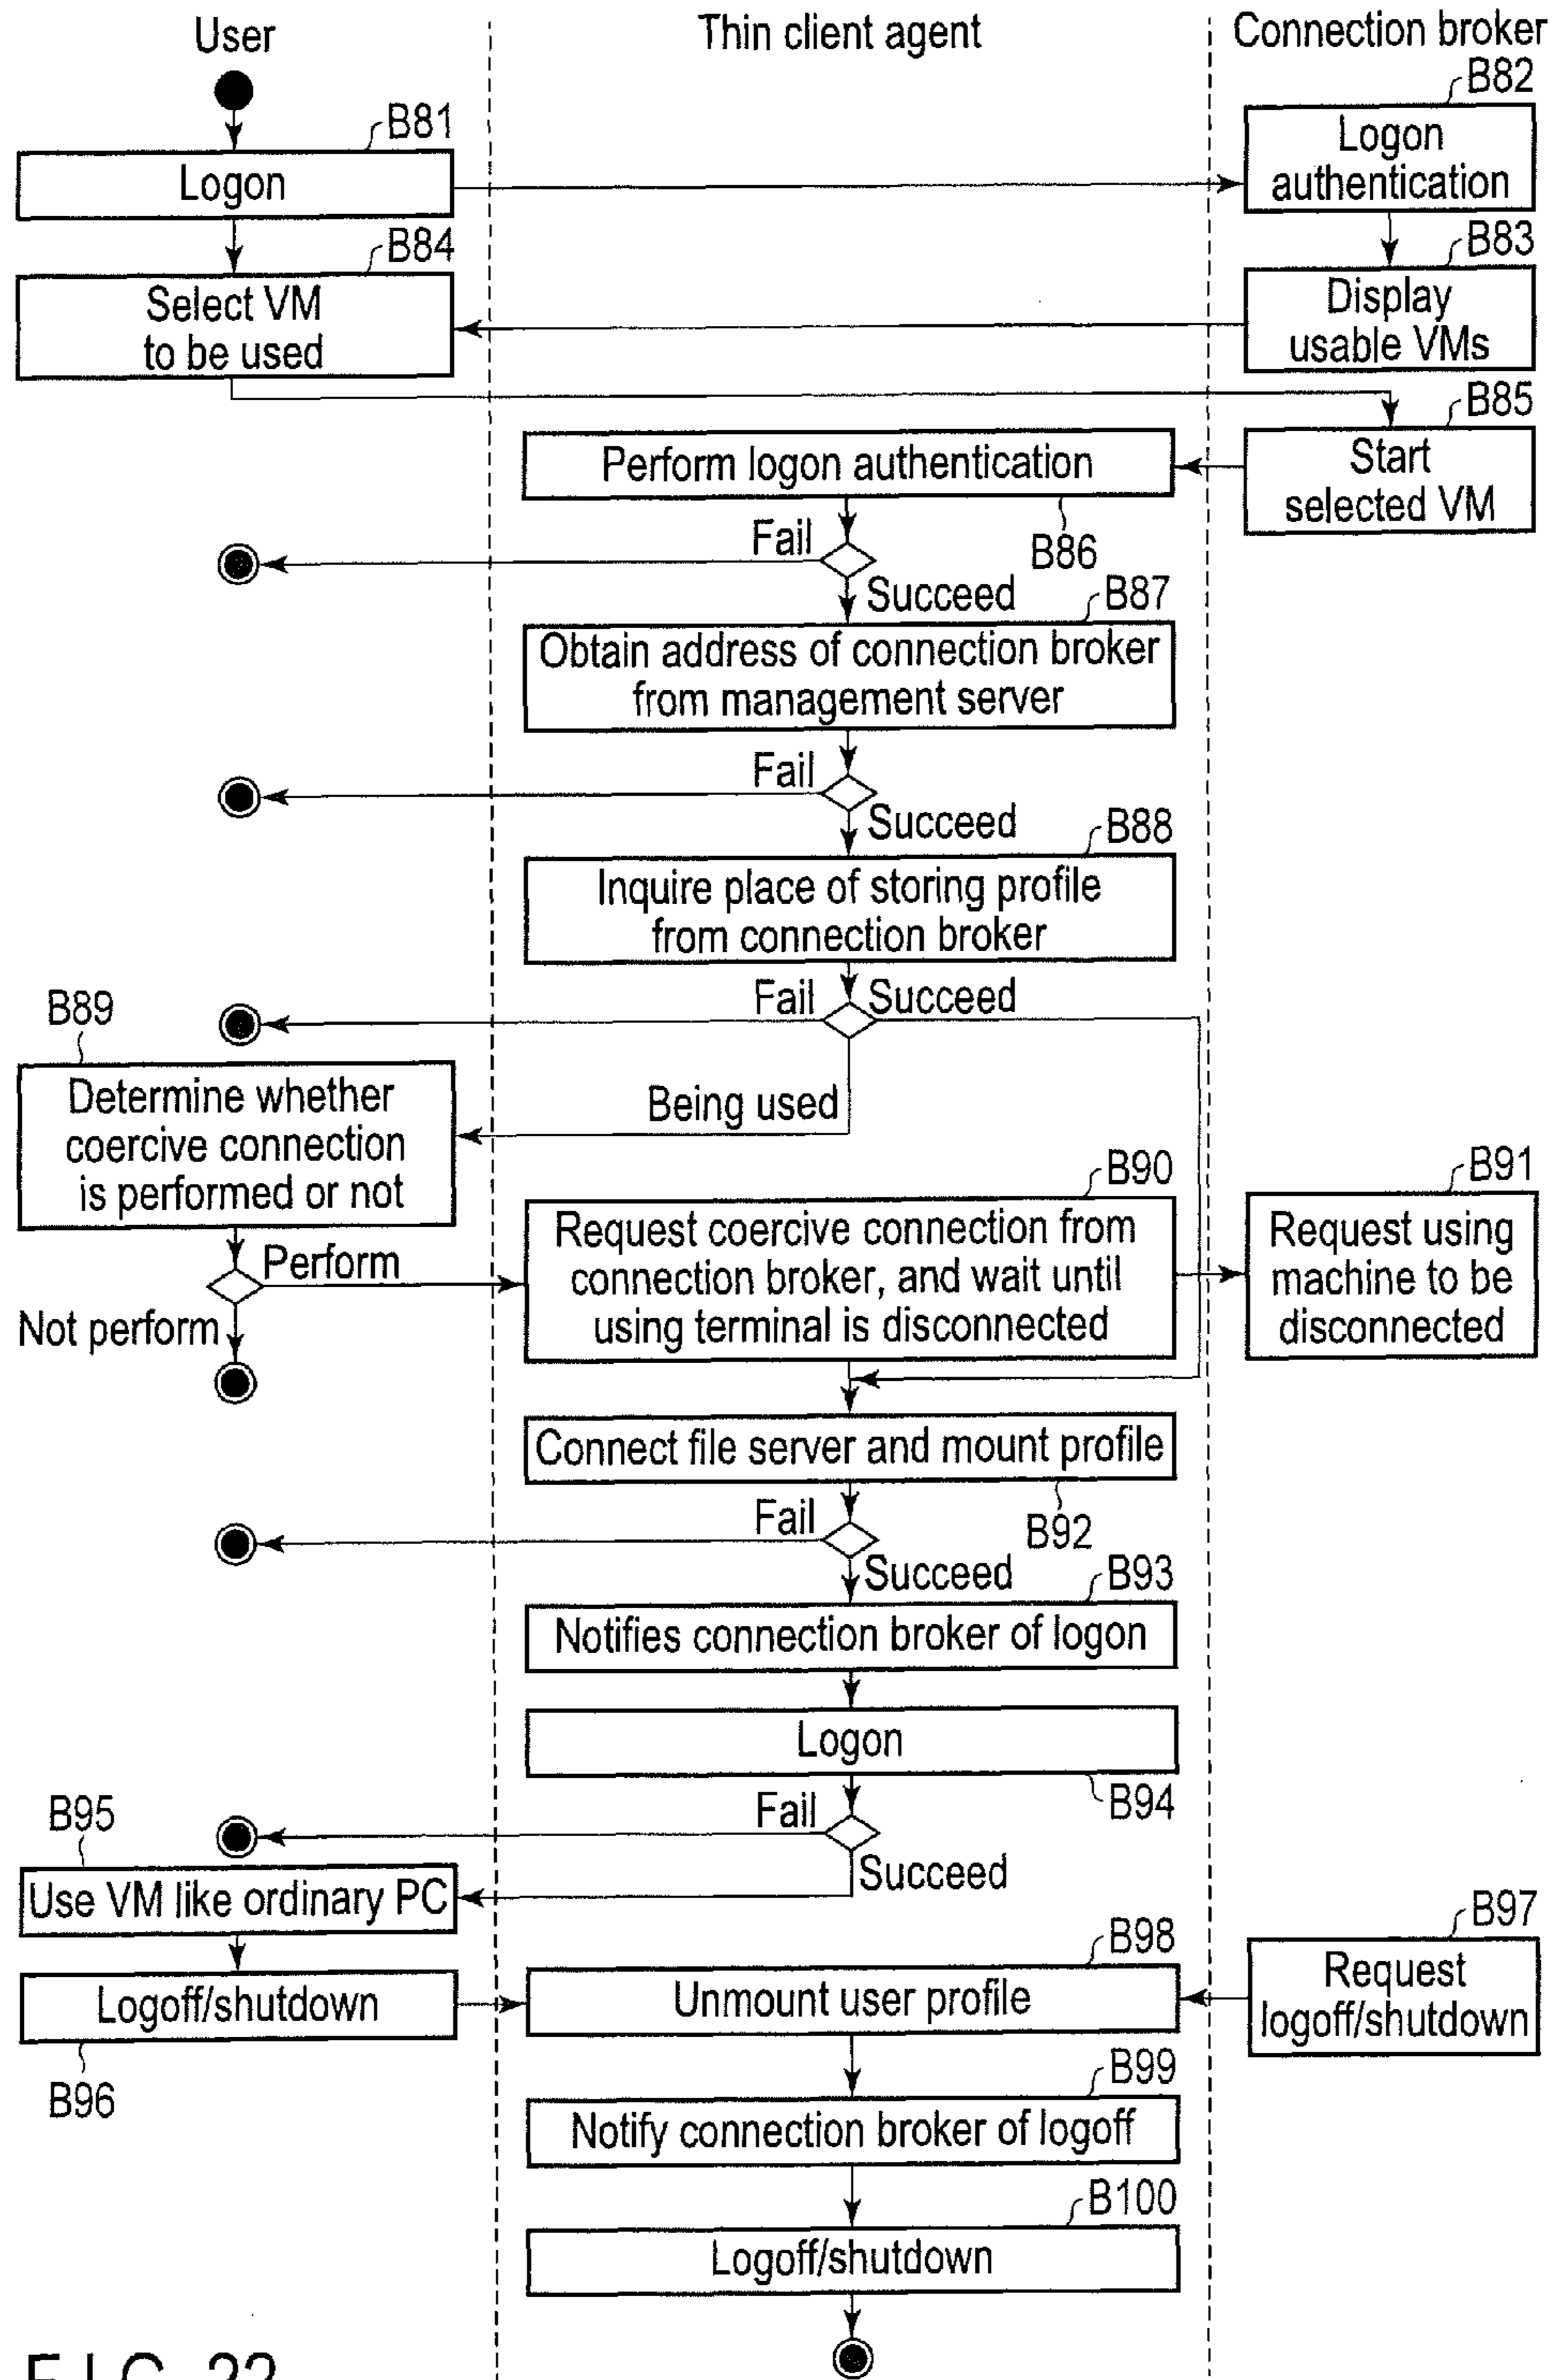 User
Thin client agent
Connection broker
B81
Logon
B82
Logon
authentication
B83
Display
usable VMs
B84
Select VM
to be used
B85
Start
selected VM
Perform logon authentication
B86
Fail
Succeed
B87
Obtain address of connection broker
from management server
Fail
Succeed
B88
Inquire place of storing profile
from connection broker
Fail
Succeed
Being used
B89
Determine whether
coercive connection
is performed or not
Perform
Not perform
B90
Request coercive connection from
connection broker, and wait until
using terminal is disconnected
B91
Request using
machine to be
disconnected
Connect file server and mount profile
B92
Fail
Succeed
B93
Notifies connection broker of logon
Logon
B94
Fail
Succeed
B95
Use VM like ordinary PC
Logoff/shutdown
B96
B97
Request
logoff/shutdown
B98
Unmount user profile
B99
Notify connection broker of logoff
B100
Logoff/shutdown